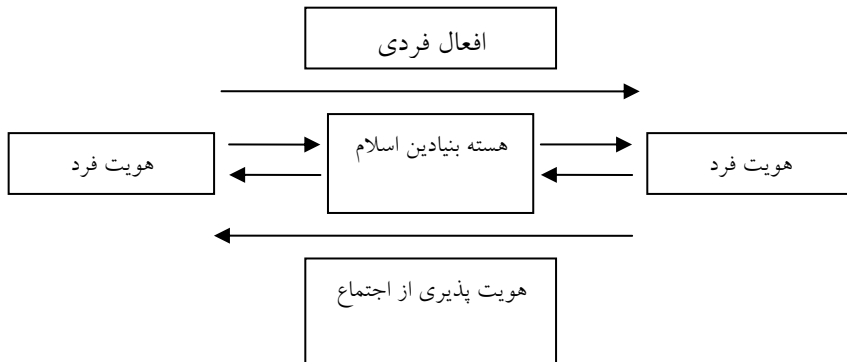 افعال فردی
هویت فرد
هسته بنیادین اسلام
هویت فرد
هویت پذیری از اجتماع